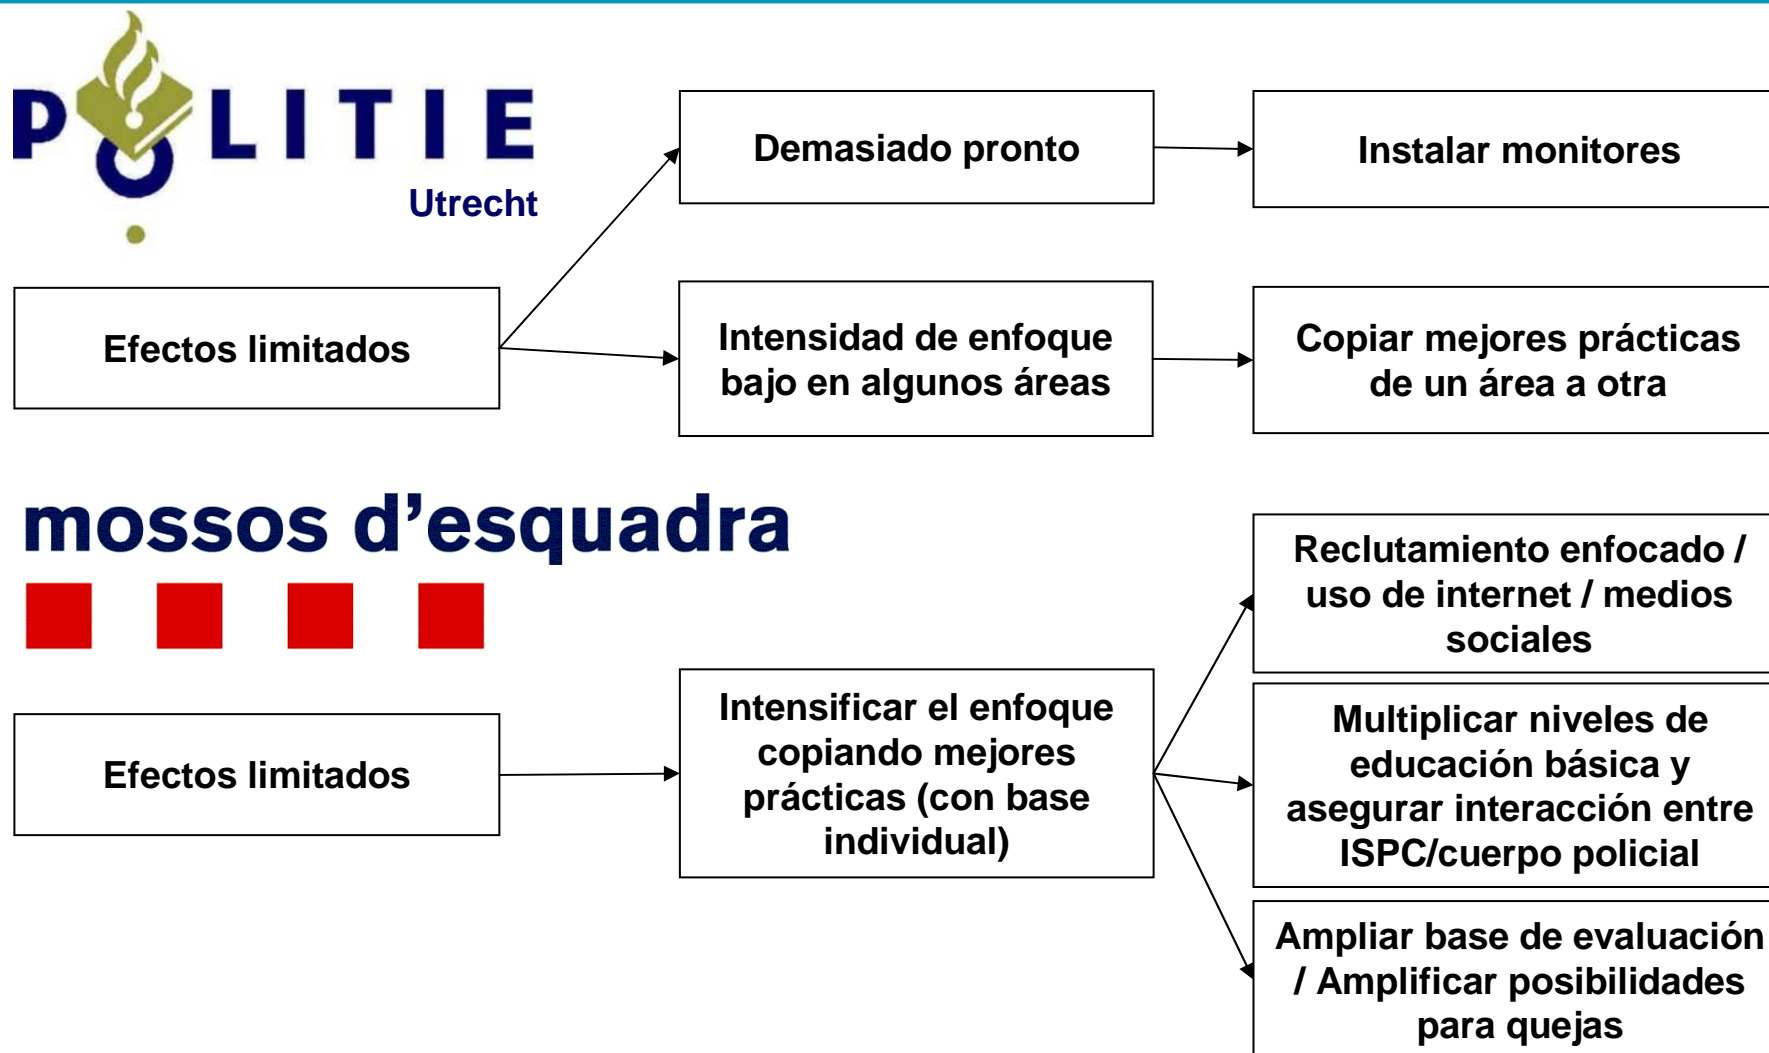 POLITIE
Utrecht
Demasiado pronto
Instalar monitores
Efectos limitados
Intensidad de enfoque
bajo en algunos áreas
Copiar mejores prácticas
de un área a otra
mossos d'esquadra
Efectos limitados
Intensificar el enfoque
copiando mejores
prácticas (con base
individual)
Reclutamiento enfocado /
uso de internet / medios
sociales
Multiplicar niveles de
educación básica y
asegurar interacción entre
ISPC/cuerpo policial
Ampliar base de evaluación
/ Amplificar posibilidades
para quejas